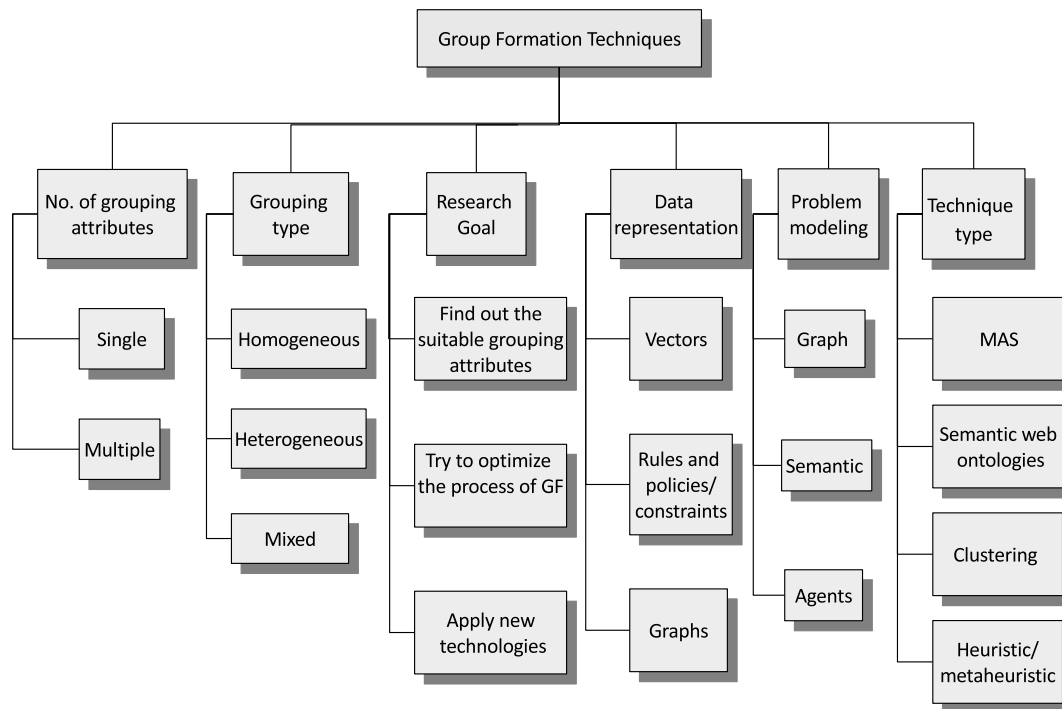 Group Formation Techniques
No. of grouping
attributes
Single
Multiple
Grouping
type
Homogeneous
Heterogeneous
Mixed
Research
Goal
Find out the
suitable grouping
attributes
Try to optimize
the process of GF
Apply new
technologies
Data
representation
Vectors
Rules and
policies/
constraints
Graphs
Problem
modeling
Graph
Semantic
Agents
Technique
type
MAS
Semantic web
ontologies
Clustering
Heuristic/
metaheuristic